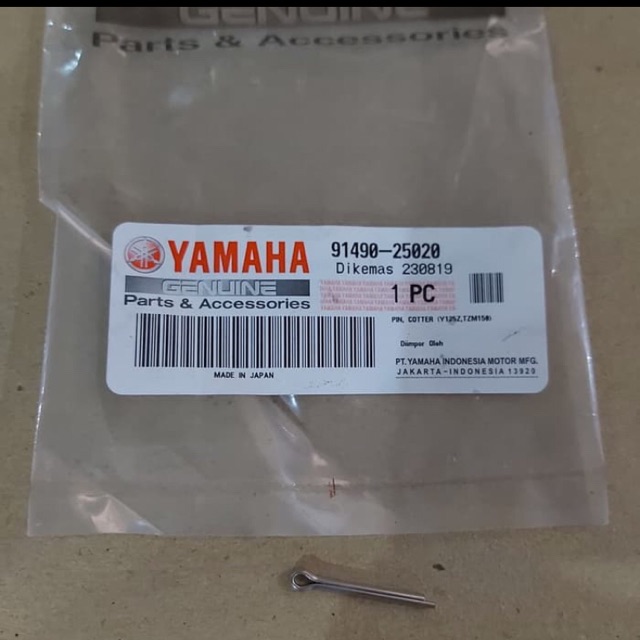 GENUINE
Parts & Accessories
YAMAHA
GENUINE
Parts & Accessories
MADE IN JAPAN
91490-25020
Dikemas 230819
1 PC
PIN, COTTER (Y125Z,TZM150)
Diimpor Oleh
PT. YAMAHA INDONESIA MOTOR MFG.
JAKARTA-INDONESIA 13920